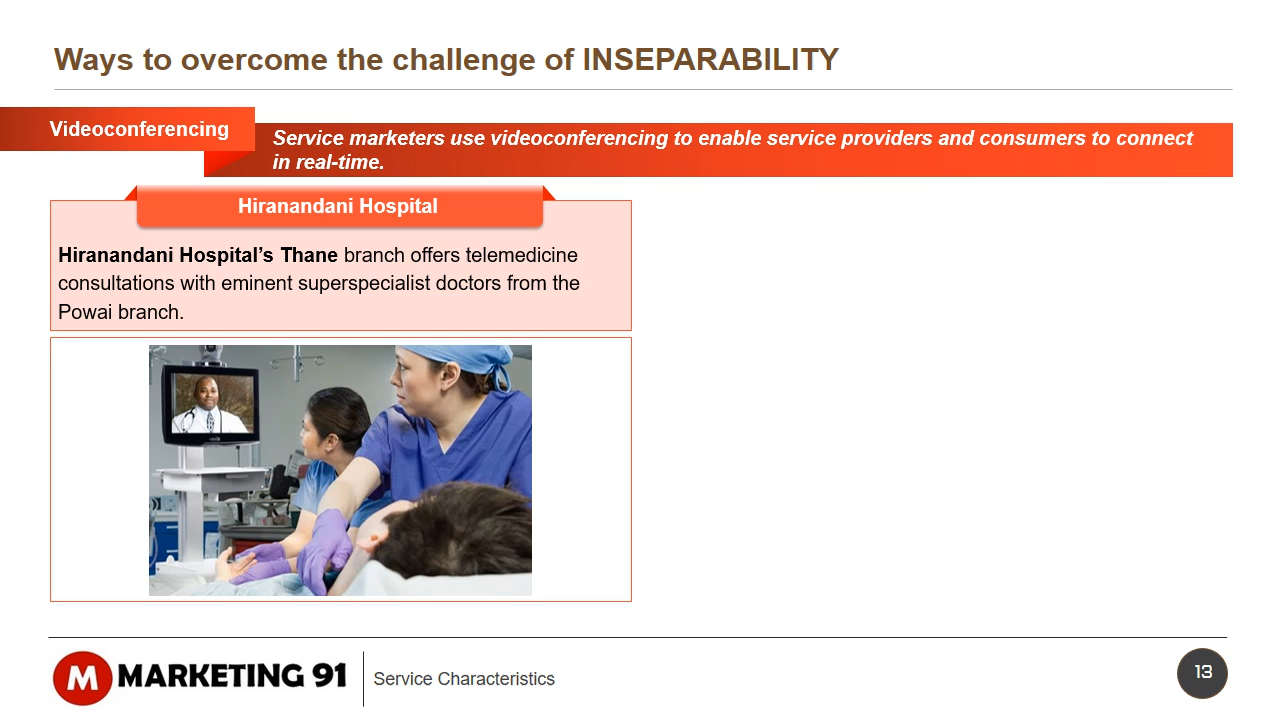 Ways to overcome the challenge of INSEPARABILITY
Videoconferencing
Service marketers use videoconferencing to enable service providers and consumers to connect
in real-time.
Hiranandani Hospital
Hiranandani Hospital’s Thane branch offers telemedicine
consultations with eminent superspecialist doctors from the
Powai branch.
M MARKETING 91
Service Characteristics
13